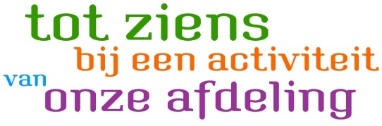 tot ziens
bij een activiteit
van
onze afdeling